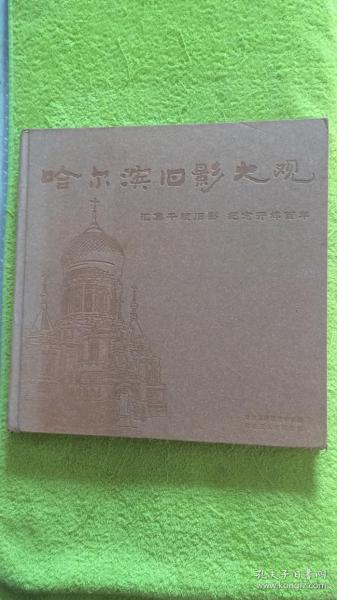 哈尔滨旧影大观
汇集千帧旧影 纪念开埠百年
孔夫子旧书网